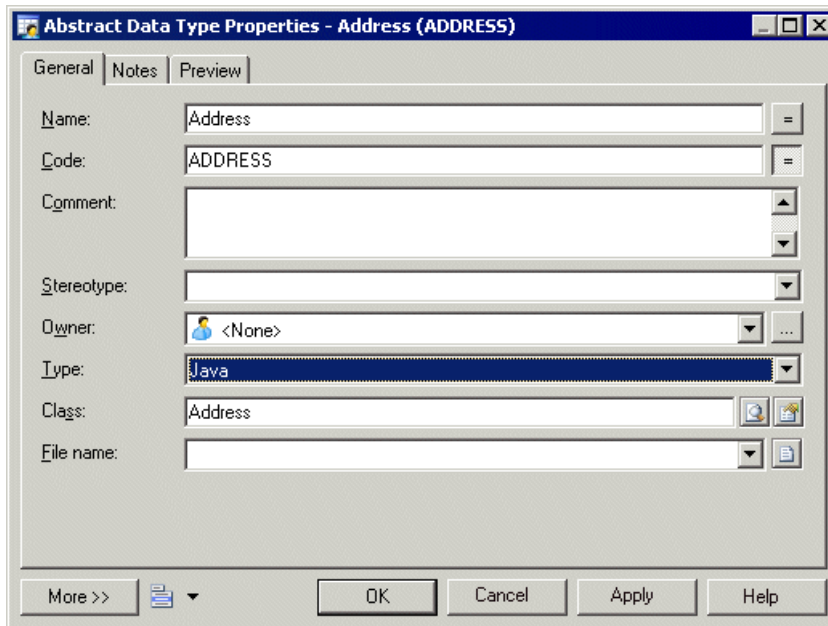 Abstract Data Type Properties - Address (ADDRESS)
General Notes Preview
Name: Address =
Code: ADDRESS =
Comment:
Stereotype:
Owner: <None> ...
Type: Java
Class: Address
File name:
More >> OK Cancel Apply Help